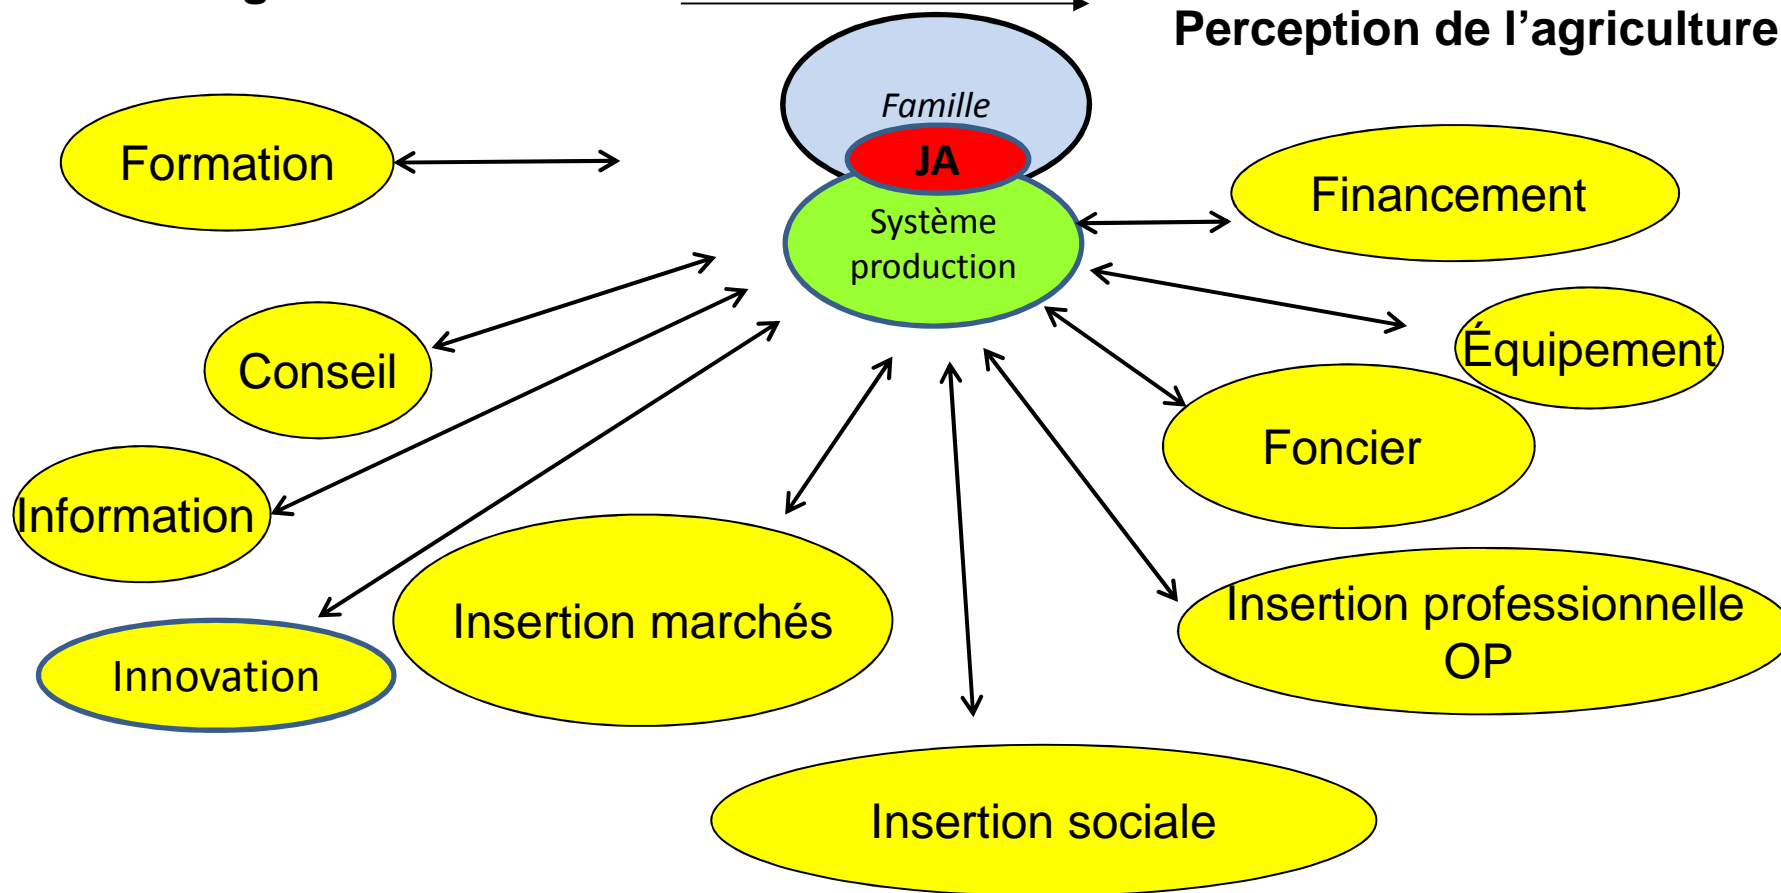 Perception de l’agriculture
Famille
JA
Système
production
Formation
Financement
Conseil
Équipement
Foncier
Information
Innovation
Insertion marchés
Insertion professionnelle
OP
Insertion sociale